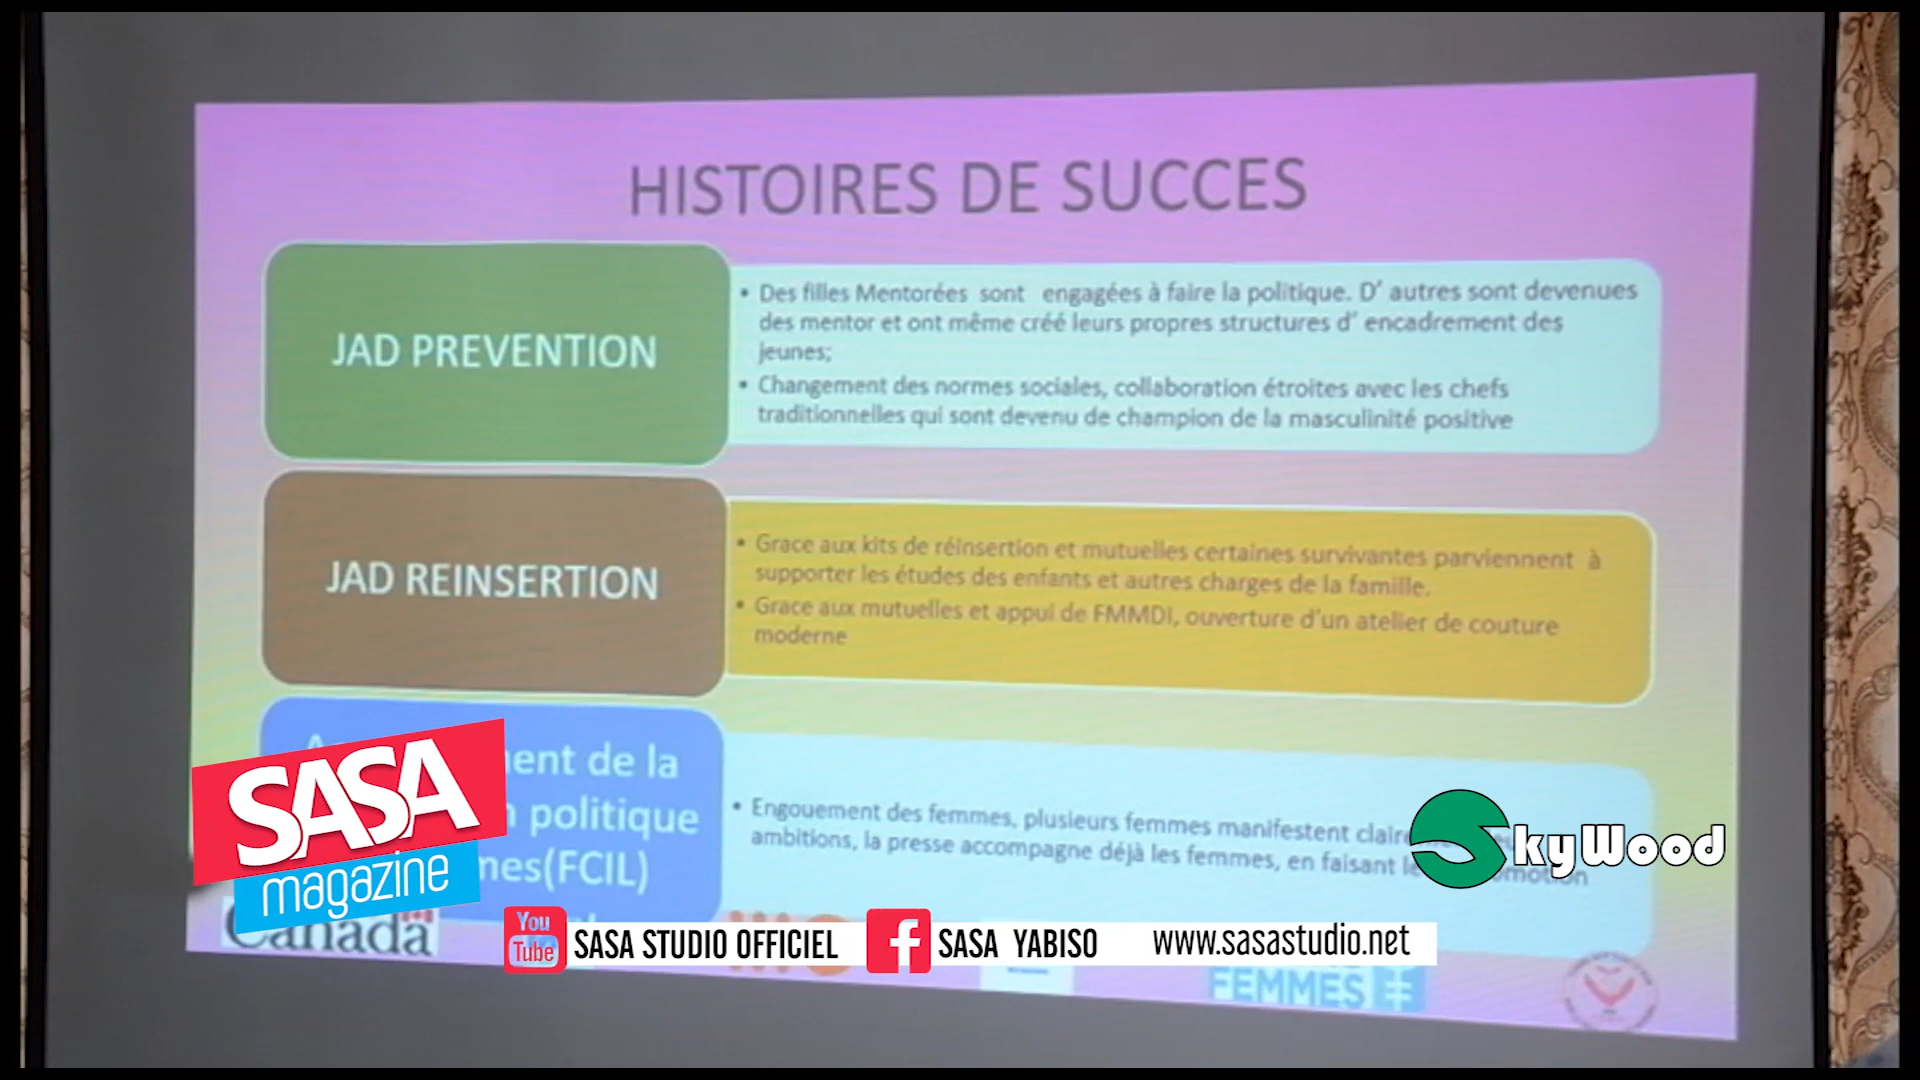 HISTOIRES DE SUCCES
JAD PREVENTION
• Des filles Mentorées sont engagées à faire la politique. D' autres sont devenues
des mentor et ont même créé leurs propres structures d' encadrement des
jeunes;
• Changement des normes sociales, collaboration étroites avec les chefs
traditionnelles qui sont devenu de champion de la masculinité positive
JAD REINSERTION
• Grace aux kits de réinsertion et mutuelles certaines survivantes parviennent à
supporter les études des enfants et autres charges de la famille.
• Grace aux mutuelles et appui de FMMDI, ouverture d'un atelier de couture
moderne
de la
politique
(FCIL)
• Engouement des femmes, plusieurs femmes manifestent
ambitions, la presse accompagne déjà les femmes, en faisant
SASA
magazine
SkyWood
Canada
You
Tube
SASA STUDIO OFFICIEL
SASA YABISO
www.sasastudio.net
FEMMES